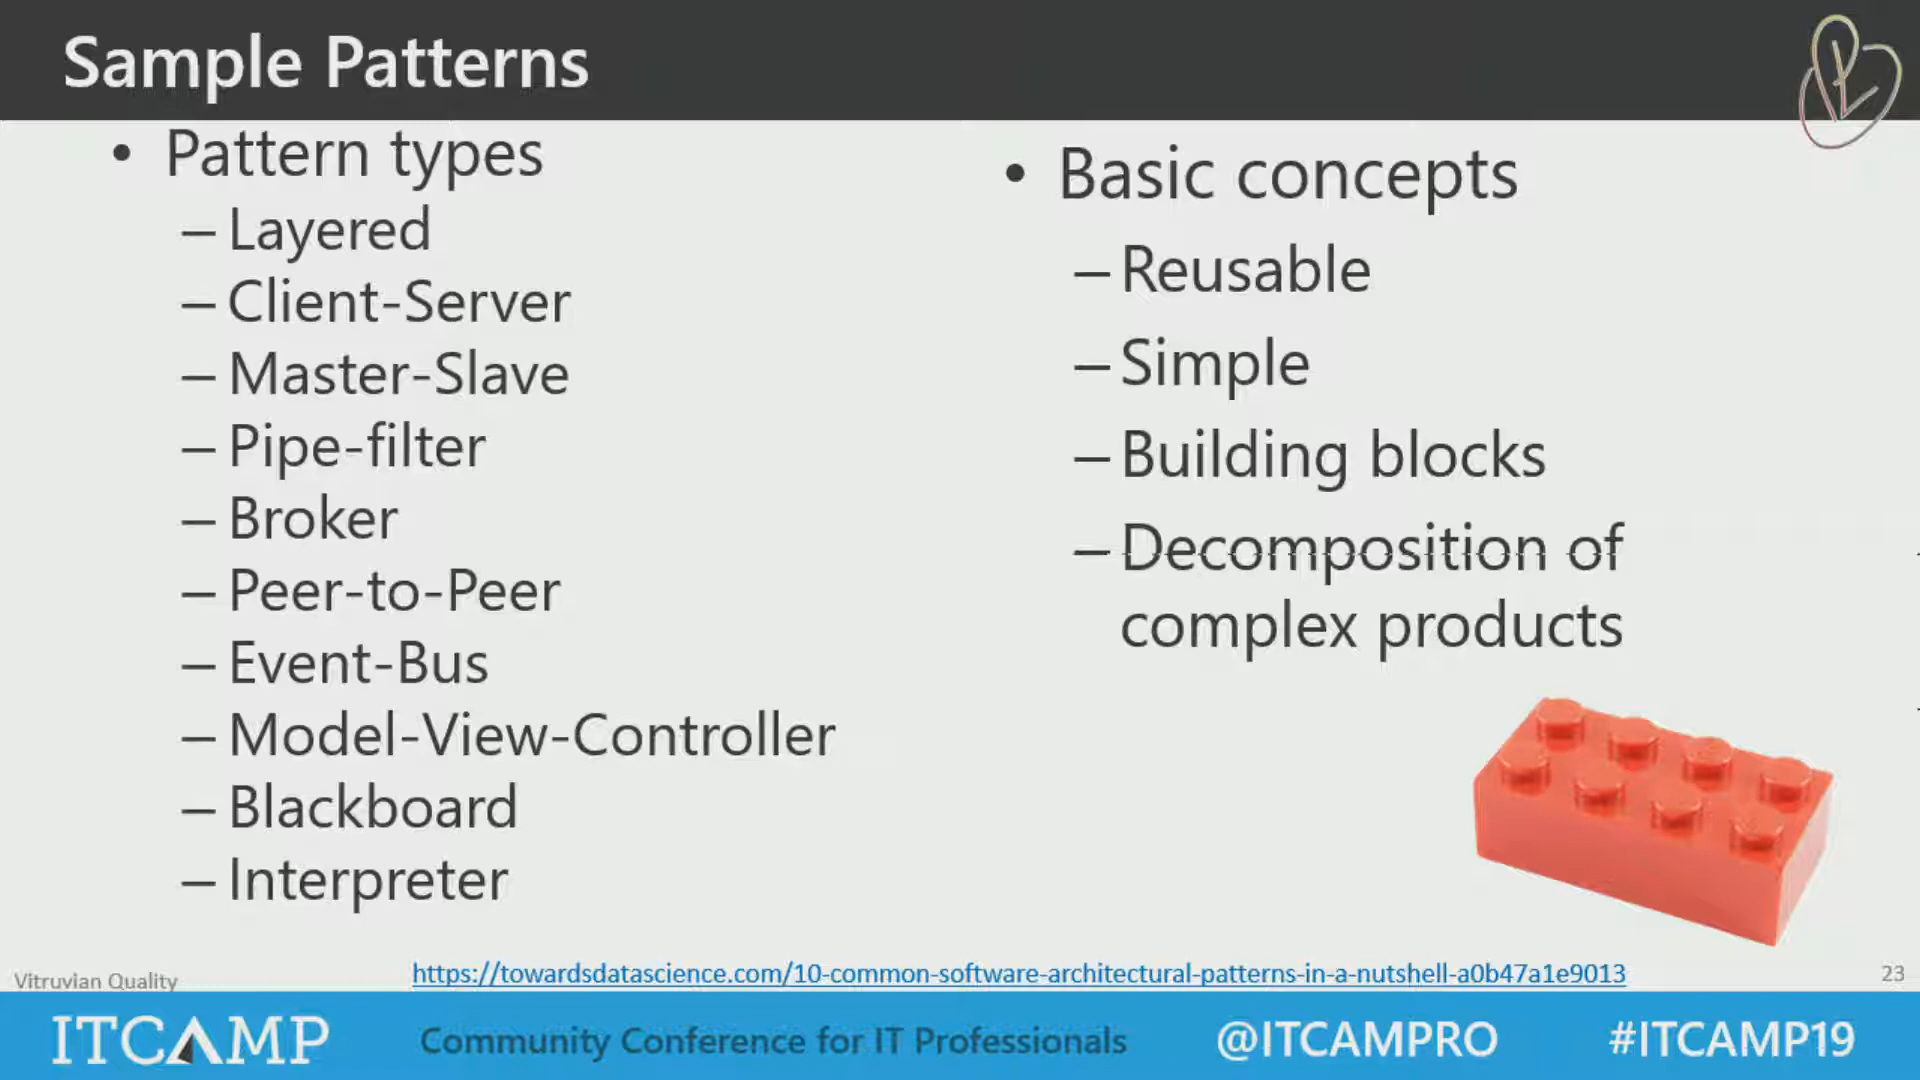 Sample Patterns
• Pattern types
– Layered
– Client-Server
– Master-Slave
– Pipe-filter
– Broker
– Peer-to-Peer
– Event-Bus
– Model-View-Controller
– Blackboard
– Interpreter
• Basic concepts
– Reusable
– Simple
– Building blocks
– Decomposition of
complex products
Vitruvian Quality
https://towardsdatascience.com/10-common-software-architectural-patterns-in-a-nutshell-a0b47a1e9013
23
ITCAMP
Community Conference for IT Professionals
@ITCAMPRO
#ITCAMP19